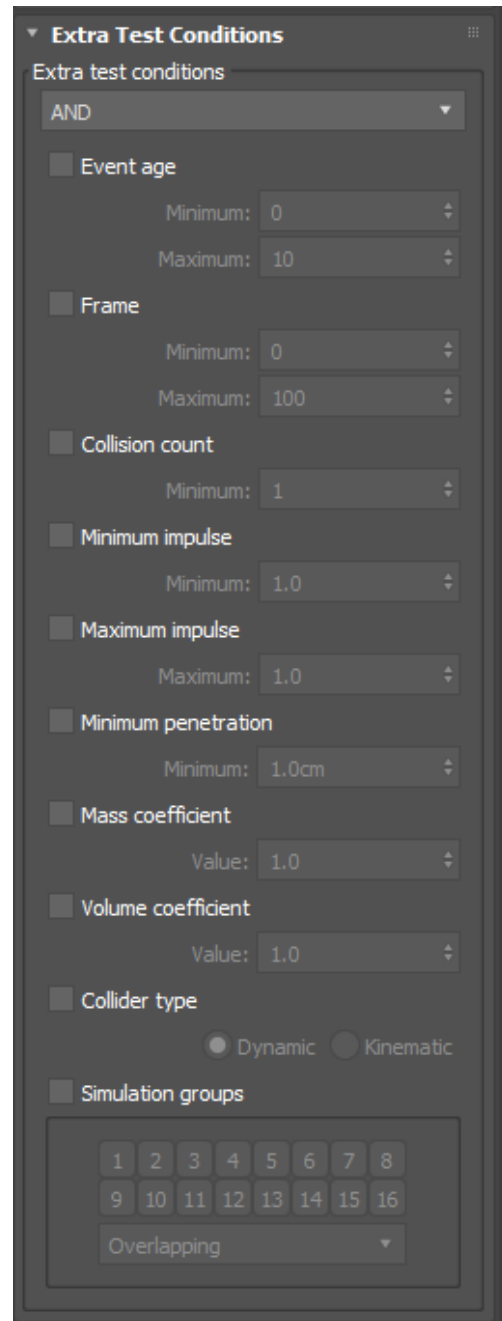 Extra Test Conditions
Extra test conditions
AND
Event age
Minimum: 0
Maximum: 10
Frame
Minimum: 0
Maximum: 100
Collision count
Minimum: 1
Minimum impulse
Minimum: 1.0
Maximum impulse
Maximum: 1.0
Minimum penetration
Minimum: 1.0cm
Mass coefficient
Value: 1.0
Volume coefficient
Value: 1.0
Collider type
Dynamic Kinematic
Simulation groups
1 2 3 4 5 6 7 8
9 10 11 12 13 14 15 16
Overlapping